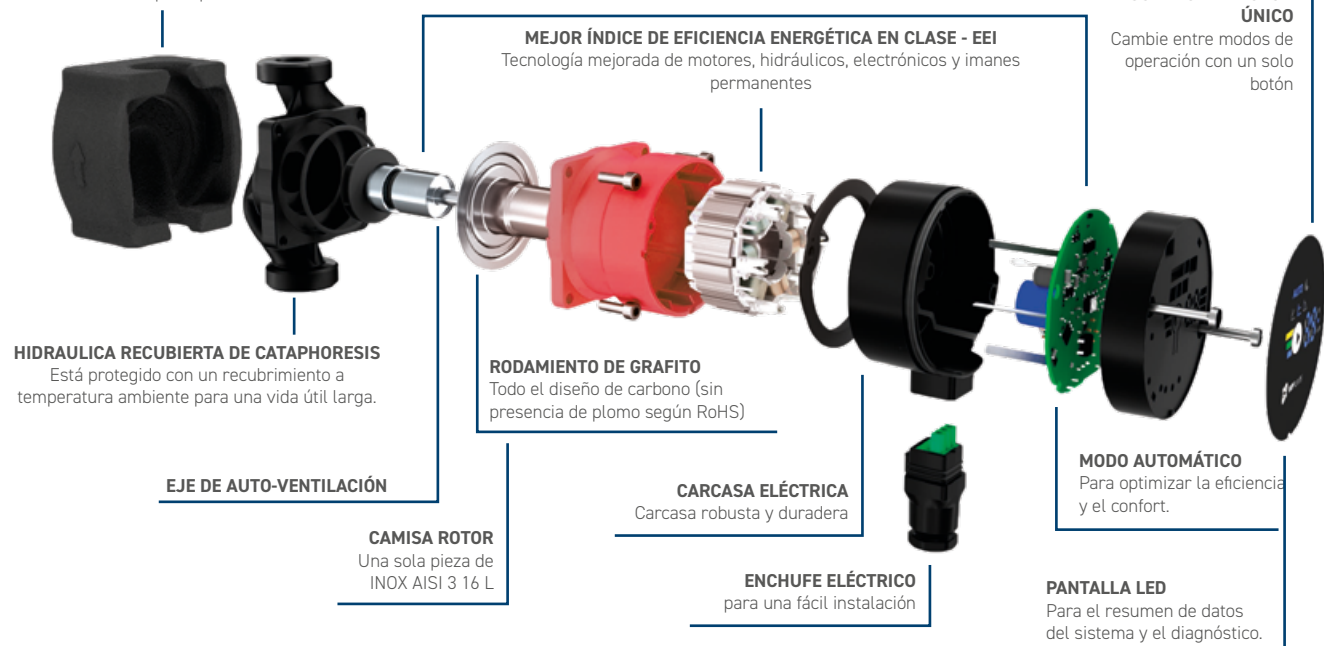 ÚNICO
Cambie entre modos de
operación con un solo
botón
MEJOR ÍNDICE DE EFICIENCIA ENERGÉTICA EN CLASE - EEI
Tecnología mejorada de motores, hidráulicos, electrónicos y imanes
permanentes
HIDRAULICA RECUBIERTA DE CATAPHORESIS
Está protegido con un recubrimiento a
temperatura ambiente para una vida útil larga.
RODAMIENTO DE GRAFITO
Todo el diseño de carbono (sin
presencia de plomo según RoHS)
EJE DE AUTO-VENTILACIÓN
CAMISA ROTOR
Una sola pieza de
INOX AISI 3 16 L
CARCASA ELÉCTRICA
Carcasa robusta y duradera
ENCHUFE ELÉCTRICO
para una fácil instalación
MODO AUTOMÁTICO
Para optimizar la eficiencia
y el confort.
PANTALLA LED
Para el resumen de datos
del sistema y el diagnóstico.
AUTO